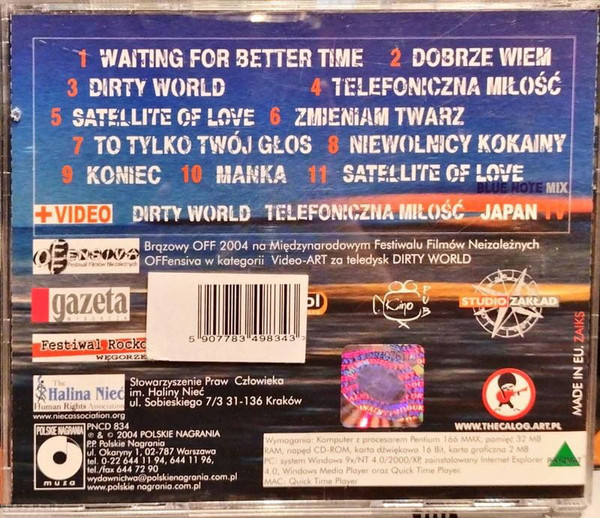 1 WAITING FOR BETTER TIME 2 DOBRZE WIEM
3 DIRTY WORLD 4 TELEFONICZNA MIŁOŚĆ
5 SATELLITE OF LOVE 6 ZMIENIAM TWARZ
7 TO TYLKO TWÓJ GŁOS 8 NIEWOLNICY KOKAINY
9 KONIEC 10 MANKA 11 SATELLITE OF LOVE
BLUE NOTE MIX
+VIDEO DIRTY WORLD TELEFONICZNA MIŁOŚĆ JAPAN TV
OFFensiva
Festiwal Filmów Niezależnych
Brązowy OFF 2004 na Międzynarodowym Festiwalu Filmów Neizależnych
OFFensiva w kategorii Video-ART za teledysk DIRTY WORLD
gazeta
Kino PUB
STUDIO ZAKŁAD
5 907783 498343
Festiwal Rocko
WĘGORZE
The
Halina Nieć
Human Rights Association
www.niecassociation.org
Stowarzyszenie Praw Człowieka
im. Haliny Nieć
ul. Sobieskiego 7/3 31-136 Kraków
WWW.THECALOG.ART.PL
MADE IN EU. ZAIKS
POLSKIE NAGRANIA
muza
PNCD 834
℗ & © 2004 POLSKIE NAGRANIA
P.P. Polskie Nagrania
ul. Okaryny 1, 02-787 Warszawa
tel. 0-22 644 11 94, 644 11 96,
tel/fax 644 72 90
wydawnictwa@polskienagrania.com.pl
www.polskie nagrania.com.pl
Wymagania: Komputer z procesorem Pentium 166 MMX, pamięć 32 MB
RAM, napęd CD-ROM, karta dźwiękowa 16 Bit, karta graficzna 2 MB
PC: system Windows 9x/NT 4.0/2000/XP, zainstalowany Internet Explorer
4.0, Windows Media Player oraz Quick Time Player.
MAC: Quick Time Player